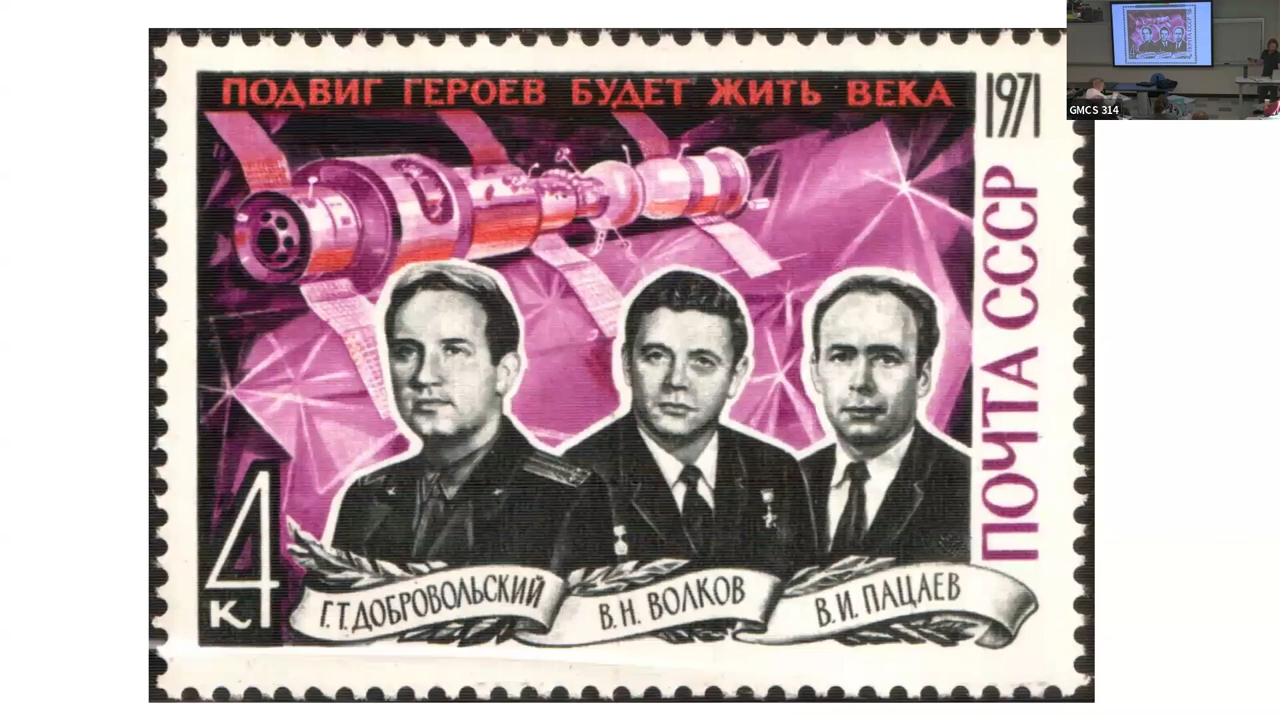 ПОДВИГ ГЕРОЕВ БУДЕТ ЖИТЬ ВЕКА
1971
ПОЧТА СССР
4
к
Г.Т.ДОБРОВОЛЬСКИЙ
В.Н. ВОЛКОВ
В.И. ПАЦАЕВ
GMCS 314